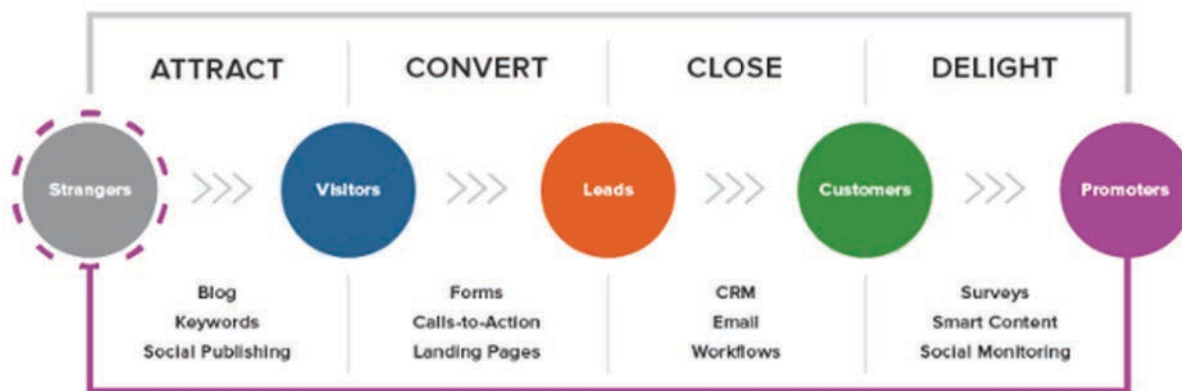 ATTRACT CONVERT CLOSE DELIGHT
Strangers Visitors Leads Customers Promoters
Blog Forms CRM Surveys
Keywords Calls-to-Action Email Smart Content
Social Publishing Landing Pages Workflows Social Monitoring